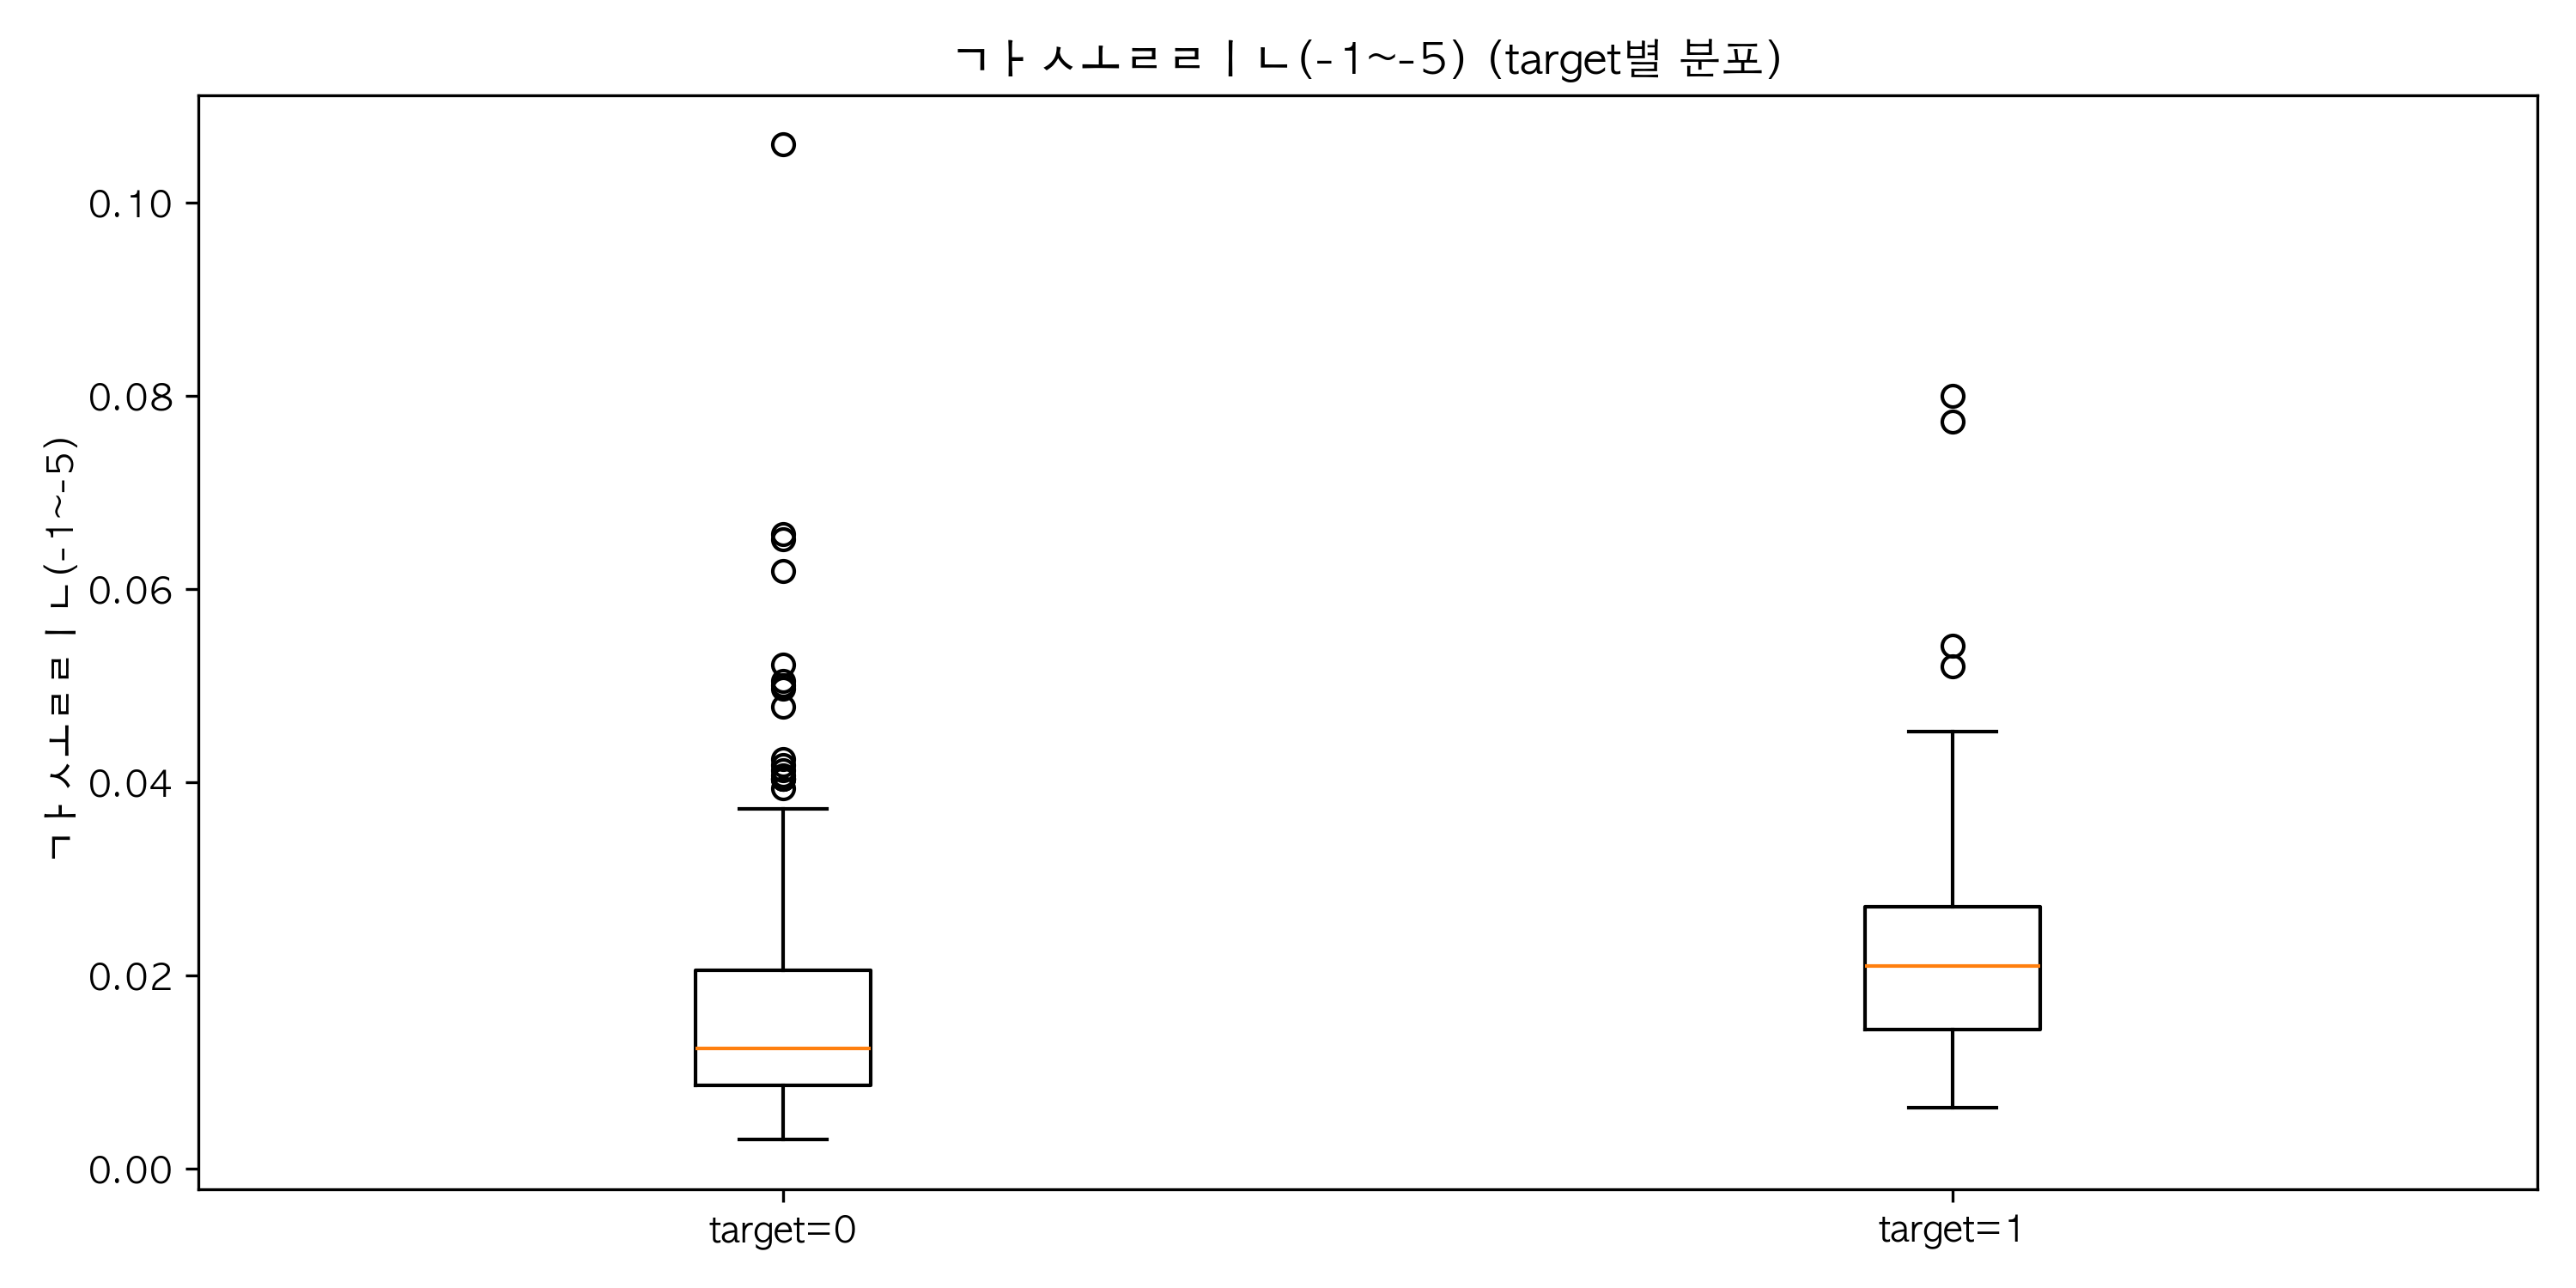 ㄱㅏㅅㅗㄹㄹㅣㄴ(-1~-5) (target별 분포)
ㄱㅏㅅㅗㄹㄹㅣㄴ(-1~-5)
0.10
0.08
0.06
0.04
0.02
0.00
target=0 target=1